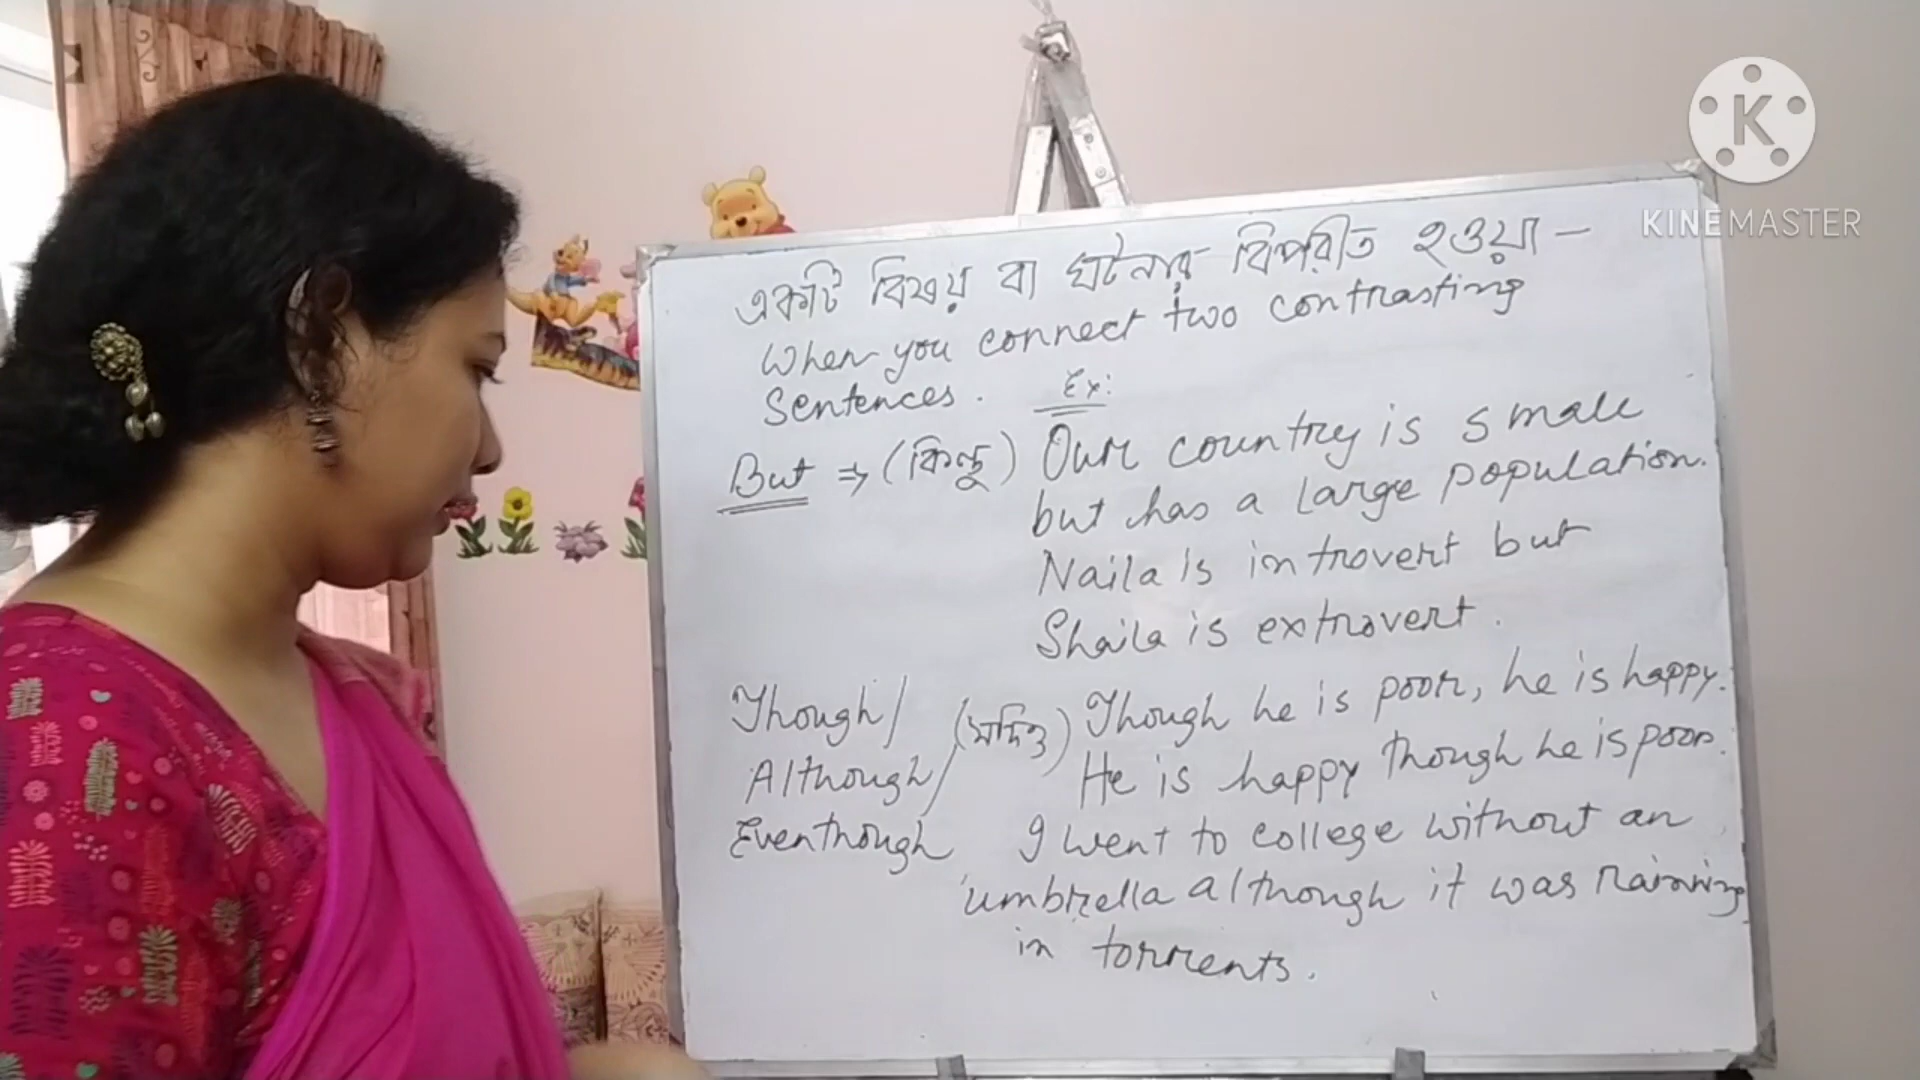 একটি বিষয় বা ঘটনার বিপরীত হওয়া -
When you connect two contrasting
sentences. Ex:
But ⇒ (কিন্তু) Our country is small
but has a large population.
Naila is introvert but
Shaila is extrovert.
Though/ (যদিও) Though he is poor, he is happy.
Although/ He is happy though he is poor.
Eventhough I went to college without an
umbrella although it was raining
in torrents.
K
KINEMASTER